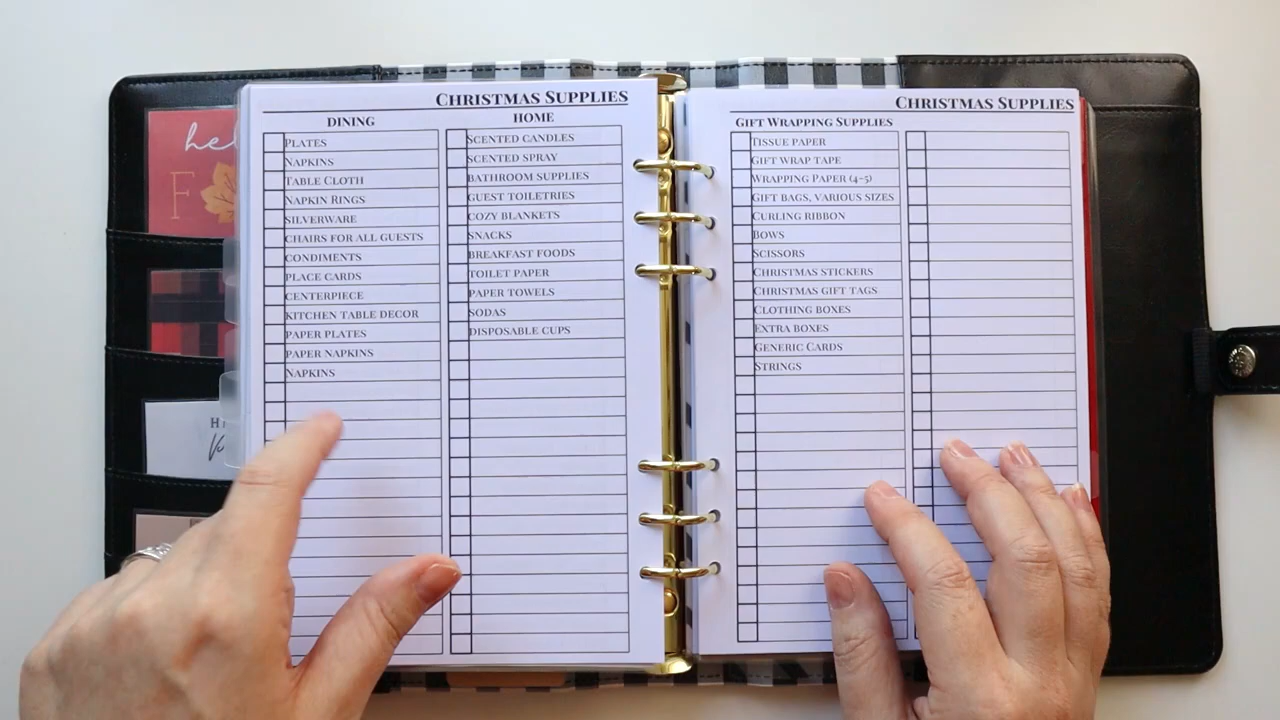 hel
F
CHRISTMAS SUPPLIES
DINING
PLATES
NAPKINS
TABLE CLOTH
NAPKIN RINGS
SILVERWARE
CHAIRS FOR ALL GUESTS
CONDIMENTS
PLACE CARDS
CENTERPIECE
KITCHEN TABLE DECOR
PAPER PLATES
PAPER NAPKINS
NAPKINS
HOME
SCENTED CANDLES
SCENTED SPRAY
BATHROOM SUPPLIES
GUEST TOILETRIES
COZY BLANKETS
SNACKS
BREAKFAST FOODS
TOILET PAPER
PAPER TOWELS
SODAS
DISPOSABLE CUPS
CHRISTMAS SUPPLIES
GIFT WRAPPING SUPPLIES
TISSUE PAPER
GIFT WRAP TAPE
WRAPPING PAPER (4-5)
GIFT BAGS, VARIOUS SIZES
CURLING RIBBON
BOWS
SCISSORS
CHRISTMAS STICKERS
CHRISTMAS GIFT TAGS
CLOTHING BOXES
EXTRA BOXES
GENERIC CARDS
STRINGS